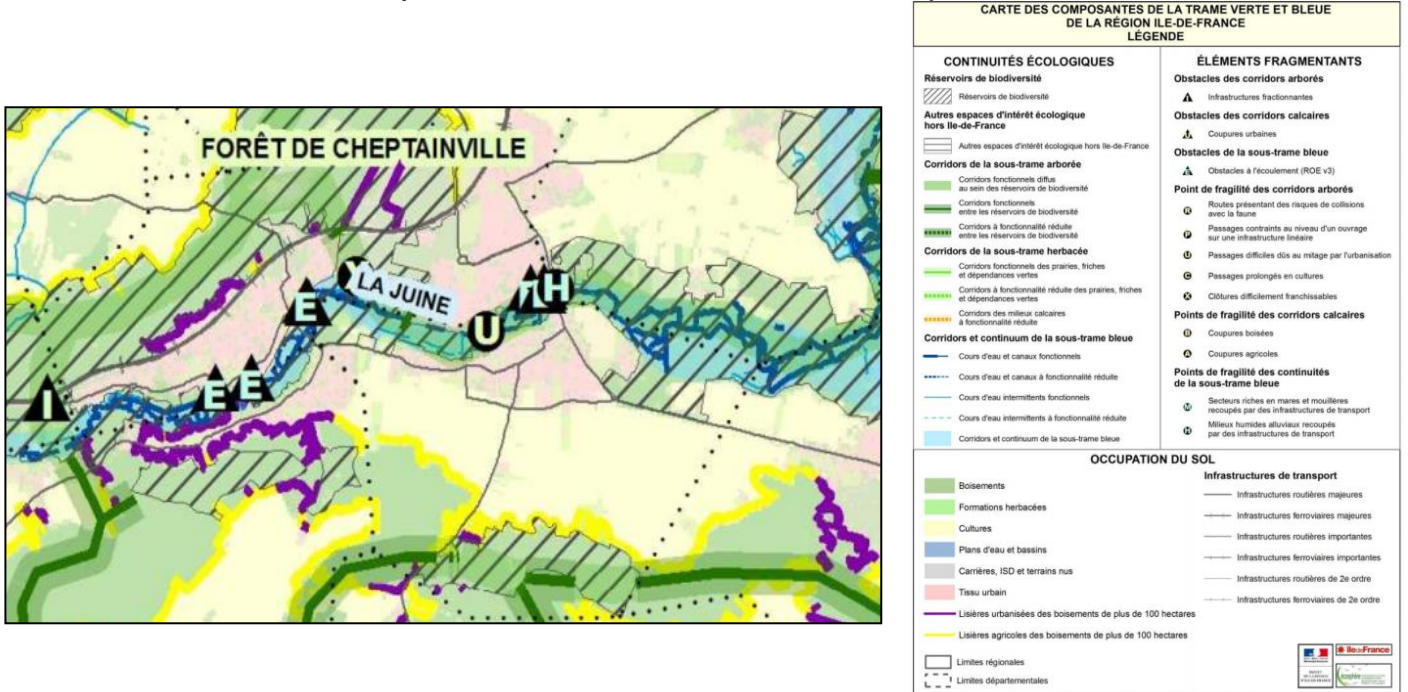 FORÊT DE CHEPTAINVILLE
LA JUINE
X
E
E
E
I
U
H
CARTE DES COMPOSANTES DE LA TRAME VERTE ET BLEUE
DE LA RÉGION ILE-DE-FRANCE
LÉGENDE
CONTINUITÉS ÉCOLOGIQUES
Réservoirs de biodiversité
Réservoirs de biodiversité
Autres espaces d'intérêt écologique
hors Ile-de-France
Autres espaces d'intérêt écologique hors Ile-de-France
Corridors de la sous-trame arborée
Corridors fonctionnels diffus
au sein des réservoirs de biodiversité
Corridors fonctionnels
entre les réservoirs de biodiversité
Corridors à fonctionnalité réduite
entre les réservoirs de biodiversité
Corridors de la sous-trame herbacée
Corridors fonctionnels des prairies, friches
et dépendances vertes
Corridors à fonctionnalité réduite des prairies, friches
et dépendances vertes
Corridors des milieux calcaires
à fonctionnalité réduite
Corridors et continuum de la sous-trame bleue
Cours d'eau et canaux fonctionnels
Cours d'eau et canaux à fonctionnalité réduite
Cours d'eau intermittents fonctionnels
Cours d'eau intermittents à fonctionnalité réduite
Corridors et continuum de la sous-trame bleue
ÉLÉMENTS FRAGMENTANTS
Obstacles des corridors arborés
Infrastructures fractionnantes
Obstacles des corridors calcaires
Coupures urbaines
Obstacles de la sous-trame bleue
Obstacles à l'écoulement (ROE v3)
Point de fragilité des corridors arborés
R Routes présentant des risques de collisions
avec la faune
P Passages contraints au niveau d'un ouvrage
sur une infrastructure linéaire
U Passages difficiles dûs au mitage par l'urbanisation
C Passages prolongés en cultures
X Clôtures difficilement franchissables
Points de fragilité des corridors calcaires
B Coupures boisées
A Coupures agricoles
Points de fragilité des continuités
de la sous-trame bleue
M Secteurs riches en mares et mouillères
recoupés par des infrastructures de transport
H Milieux humides alluviaux recoupés
par des infrastructures de transport
OCCUPATION DU SOL
Boisements
Formations herbacées
Cultures
Plans d'eau et bassins
Carrières, ISD et terrains nus
Tissu urbain
Lisières urbanisées des boisements de plus de 100 hectares
Lisières agricoles des boisements de plus de 100 hectares
Limites régionales
Limites départementales
Infrastructures de transport
Infrastructures routières majeures
Infrastructures ferroviaires majeures
Infrastructures routières importantes
Infrastructures ferroviaires importantes
Infrastructures routières de 2e ordre
Infrastructures ferroviaires de 2e ordre
île de France